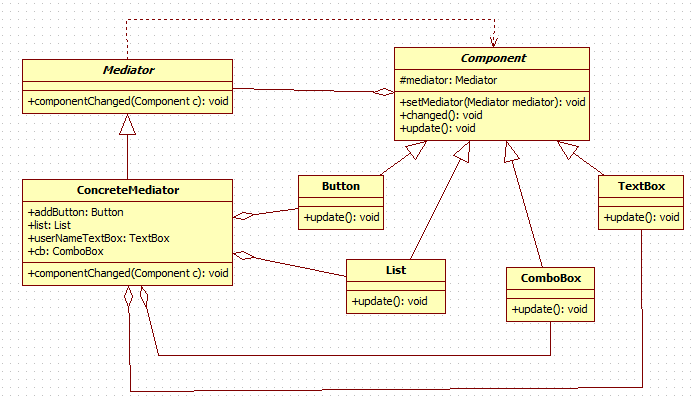 Mediator
+componentChanged(Component c): void
Component
#mediator: Mediator
+setMediator(Mediator mediator): void
+changed(): void
+update(): void
ConcreteMediator
+addButton: Button
+list: List
+userNameTextBox: TextBox
+cb: ComboBox
+componentChanged(Component c): void
Button
+update(): void
List
+update(): void
ComboBox
+update(): void
TextBox
+update(): void